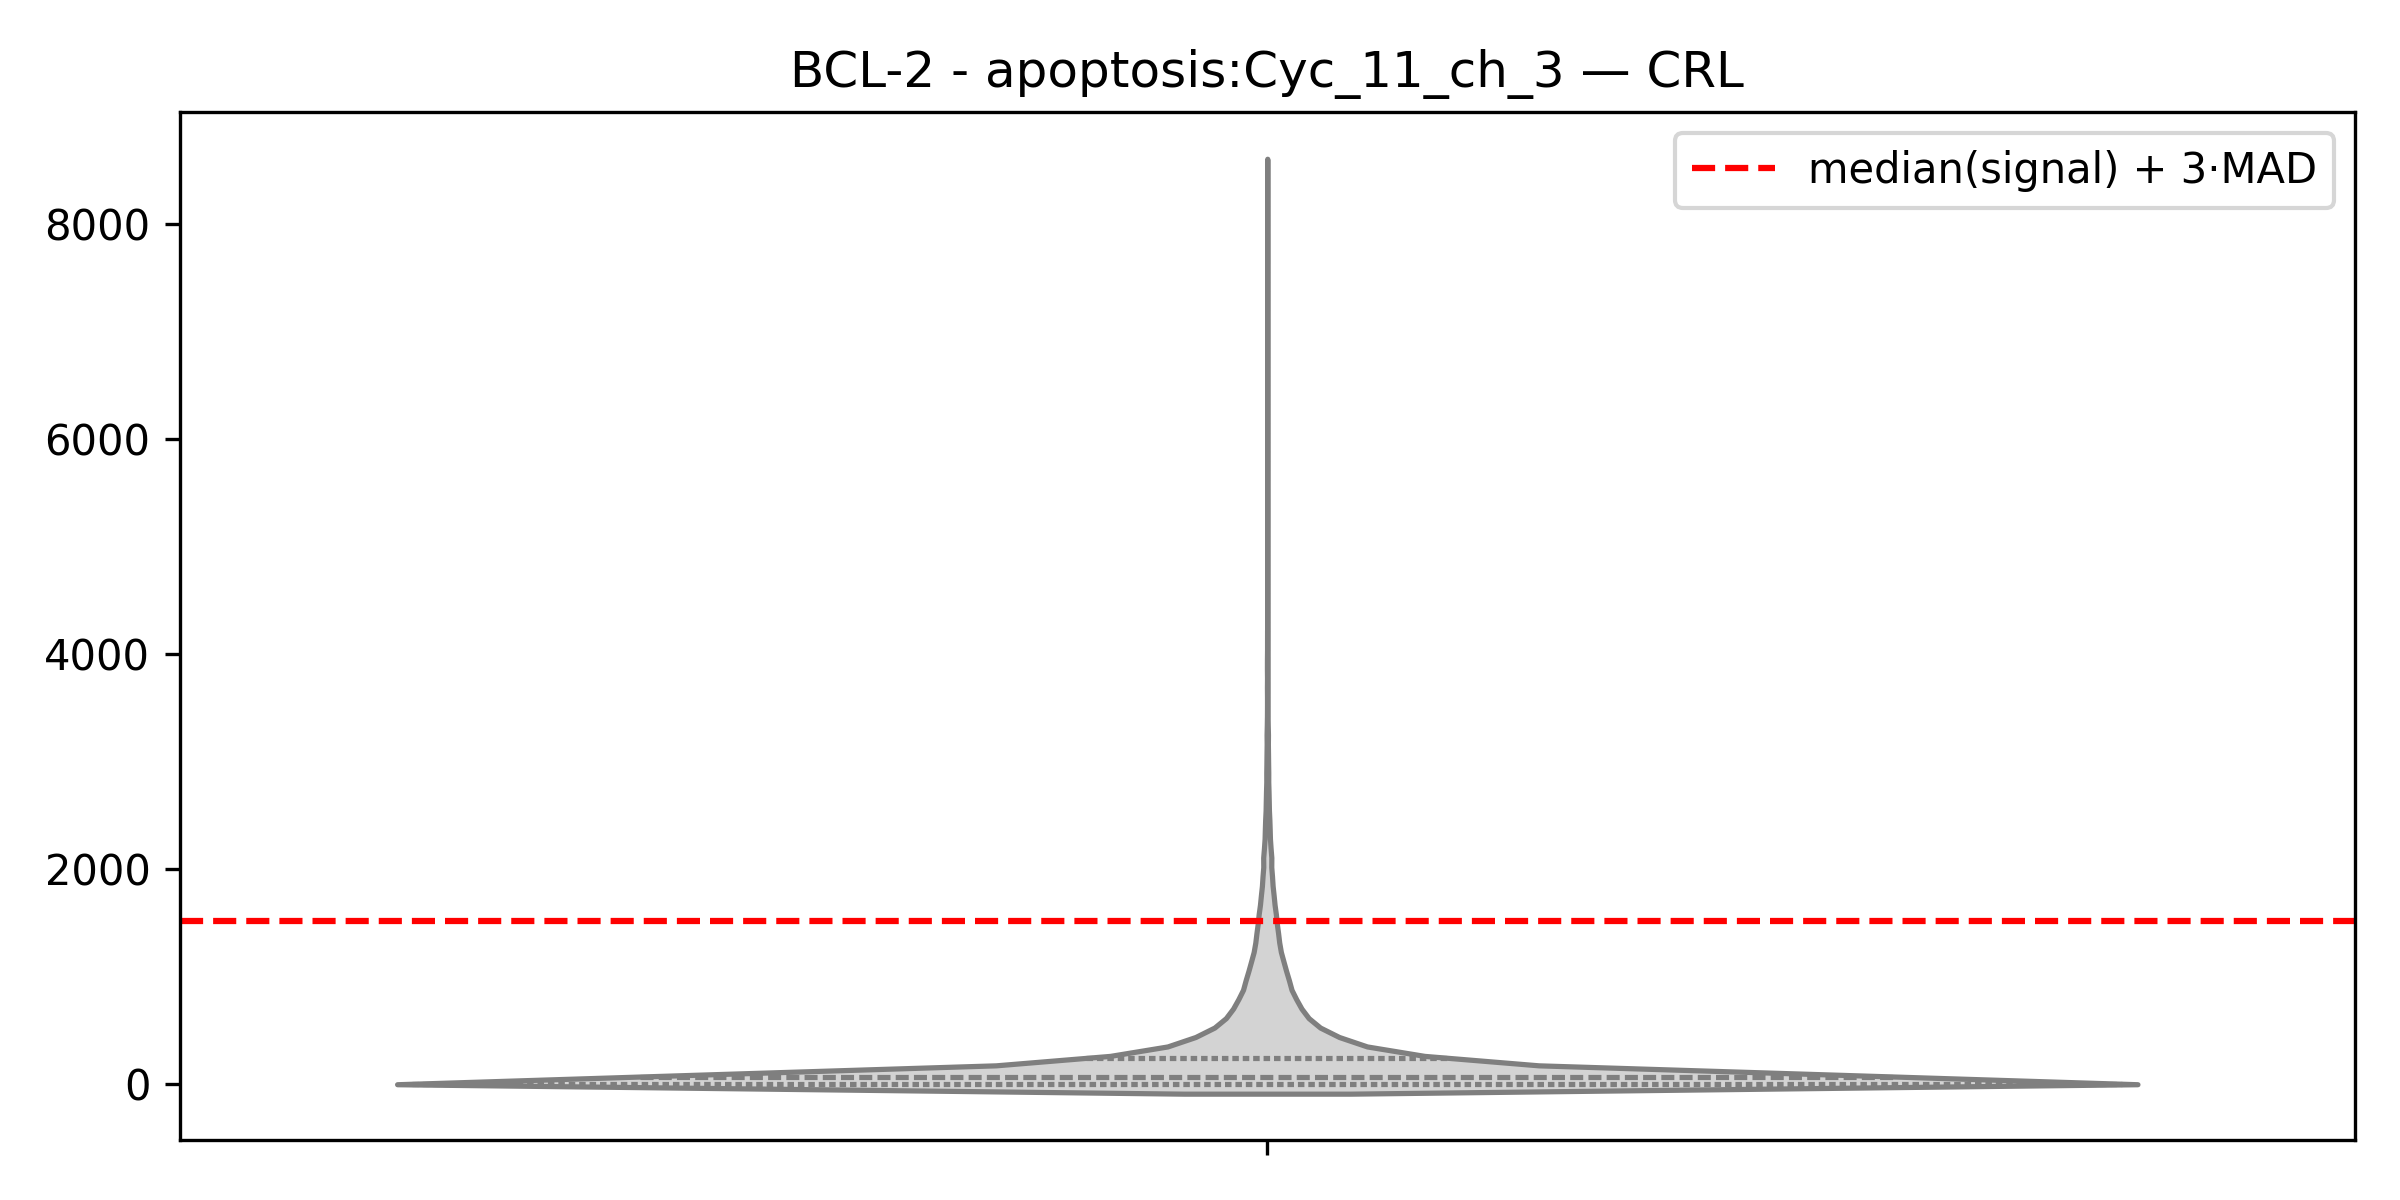 BCL-2 - apoptosis:Cyc_11_ch_3 — CRL
median(signal) + 3·MAD
8000
6000
4000
2000
0